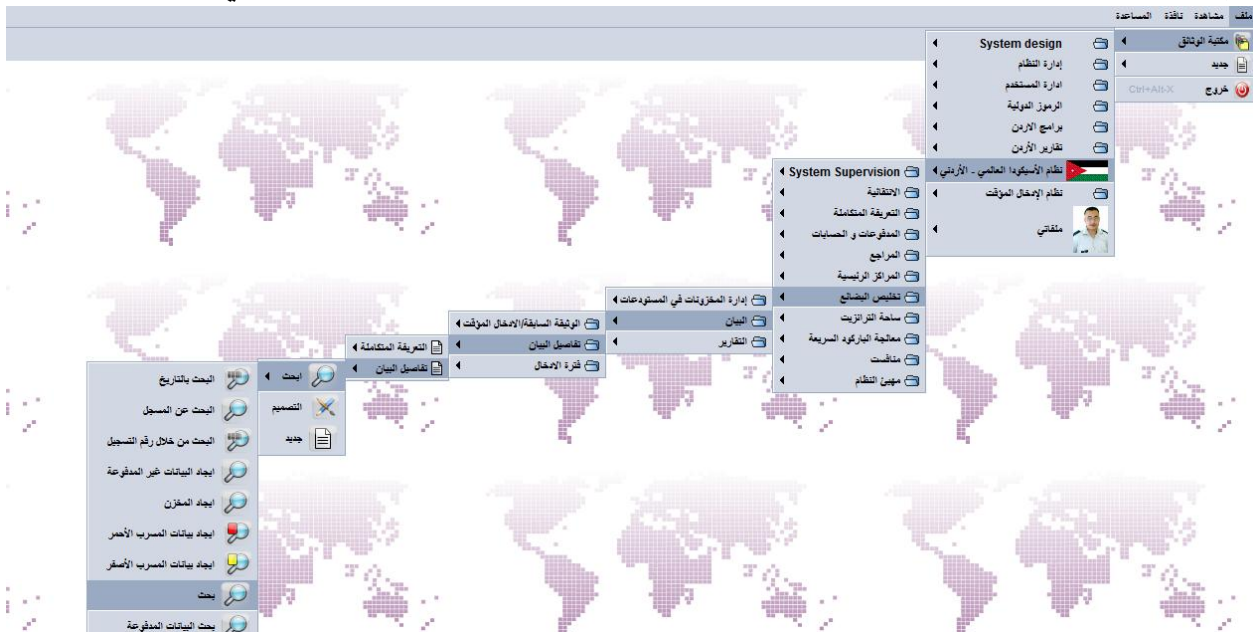 ملف مشاهدة نافذة المساعدة
مكتبة الوثائق
جديد
خروج Ctrl+Alt-X
System design
إدارة النظام
ادارة المستخدم
الرموز الدولية
برامج الاردن
تقارير الأردن
نظام الأسيكودا العالمي - الأردني
نظام الإدخال المؤقت
ملفاتي
System Supervision
الانتقائية
التعريفة المتكاملة
المدفوعات و الحسابات
المراجع
المراكز الرئيسية
تخليص البضائع
ساحة الترانزيت
معالجة الباركود السريعة
منافست
مهيئ النظام
إدارة المخزونات في المستودعات
البيان
التقارير
الوثيقة السابقة/الادخال المؤقت
تفاصيل البيان
فترة الادخال
التعريفة المتكاملة
تفاصيل البيان
ابحث
التصميم
جديد
البحث بالتاريخ
البحث عن المسجل
البحث من خلال رقم التسجيل
ايجاد البيانات غير المدفوعة
ايجاد المخزن
ايجاد بيانات المسرب الأحمر
ايجاد بيانات المسرب الأصفر
بحث
بحث البيانات المدفوعة